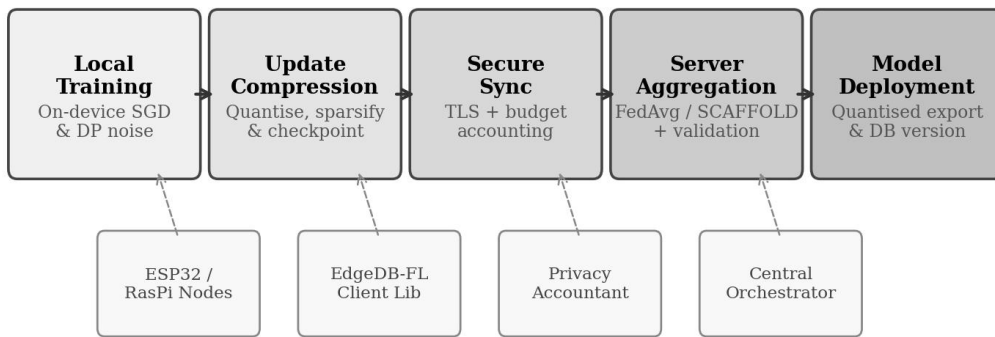 Local
Training
On-device SGD
& DP noise
Update
Compression
Quantise, sparsify
& checkpoint
Secure
Sync
TLS + budget
accounting
Server
Aggregation
FedAvg / SCAFFOLD
+ validation
Model
Deployment
Quantised export
& DB version
ESP32 /
RasPi Nodes
EdgeDB-FL
Client Lib
Privacy
Accountant
Central
Orchestrator